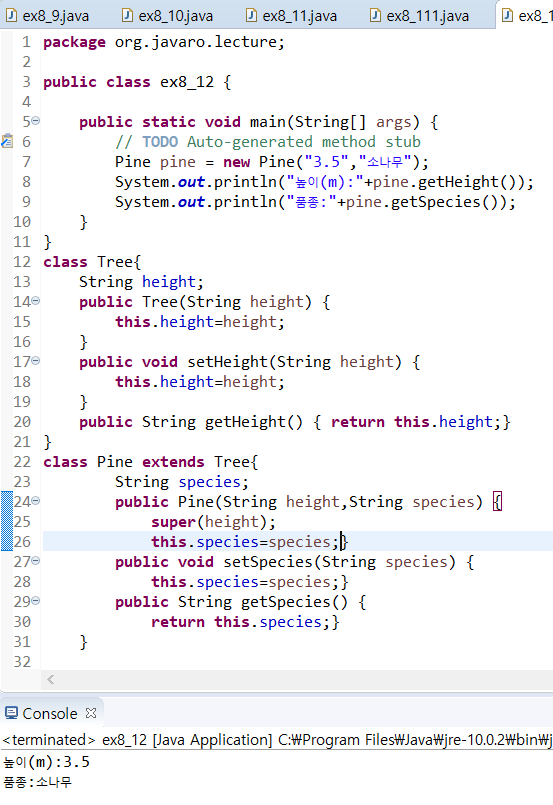 ex8_9.java ex8_10.java ex8_11.java ex8_111.java ex8_1
1 package org.javaro.lecture;
2
3 public class ex8_12 {
4
5 public static void main(String[] args) {
6 // TODO Auto-generated method stub
7 Pine pine = new Pine("3.5","소나무");
8 System.out.println("높이(m):"+pine.getHeight());
9 System.out.println("품종:"+pine.getSpecies());
10 }
11 }
12 class Tree{
13 String height;
14 public Tree(String height) {
15 this.height=height;
16 }
17 public void setHeight(String height) {
18 this.height=height;
19 }
20 public String getHeight() { return this.height;}
21 }
22 class Pine extends Tree{
23 String species;
24 public Pine(String height,String species) {
25 super(height);
26 this.species=species;}
27 public void setSpecies(String species) {
28 this.species=species;}
29 public String getSpecies() {
30 return this.species;}
31 }
32
Console
<terminated> ex8_12 [Java Application] C:₩Program Files₩Java₩jre-10.0.2₩bin₩j
높이(m):3.5
품종:소나무